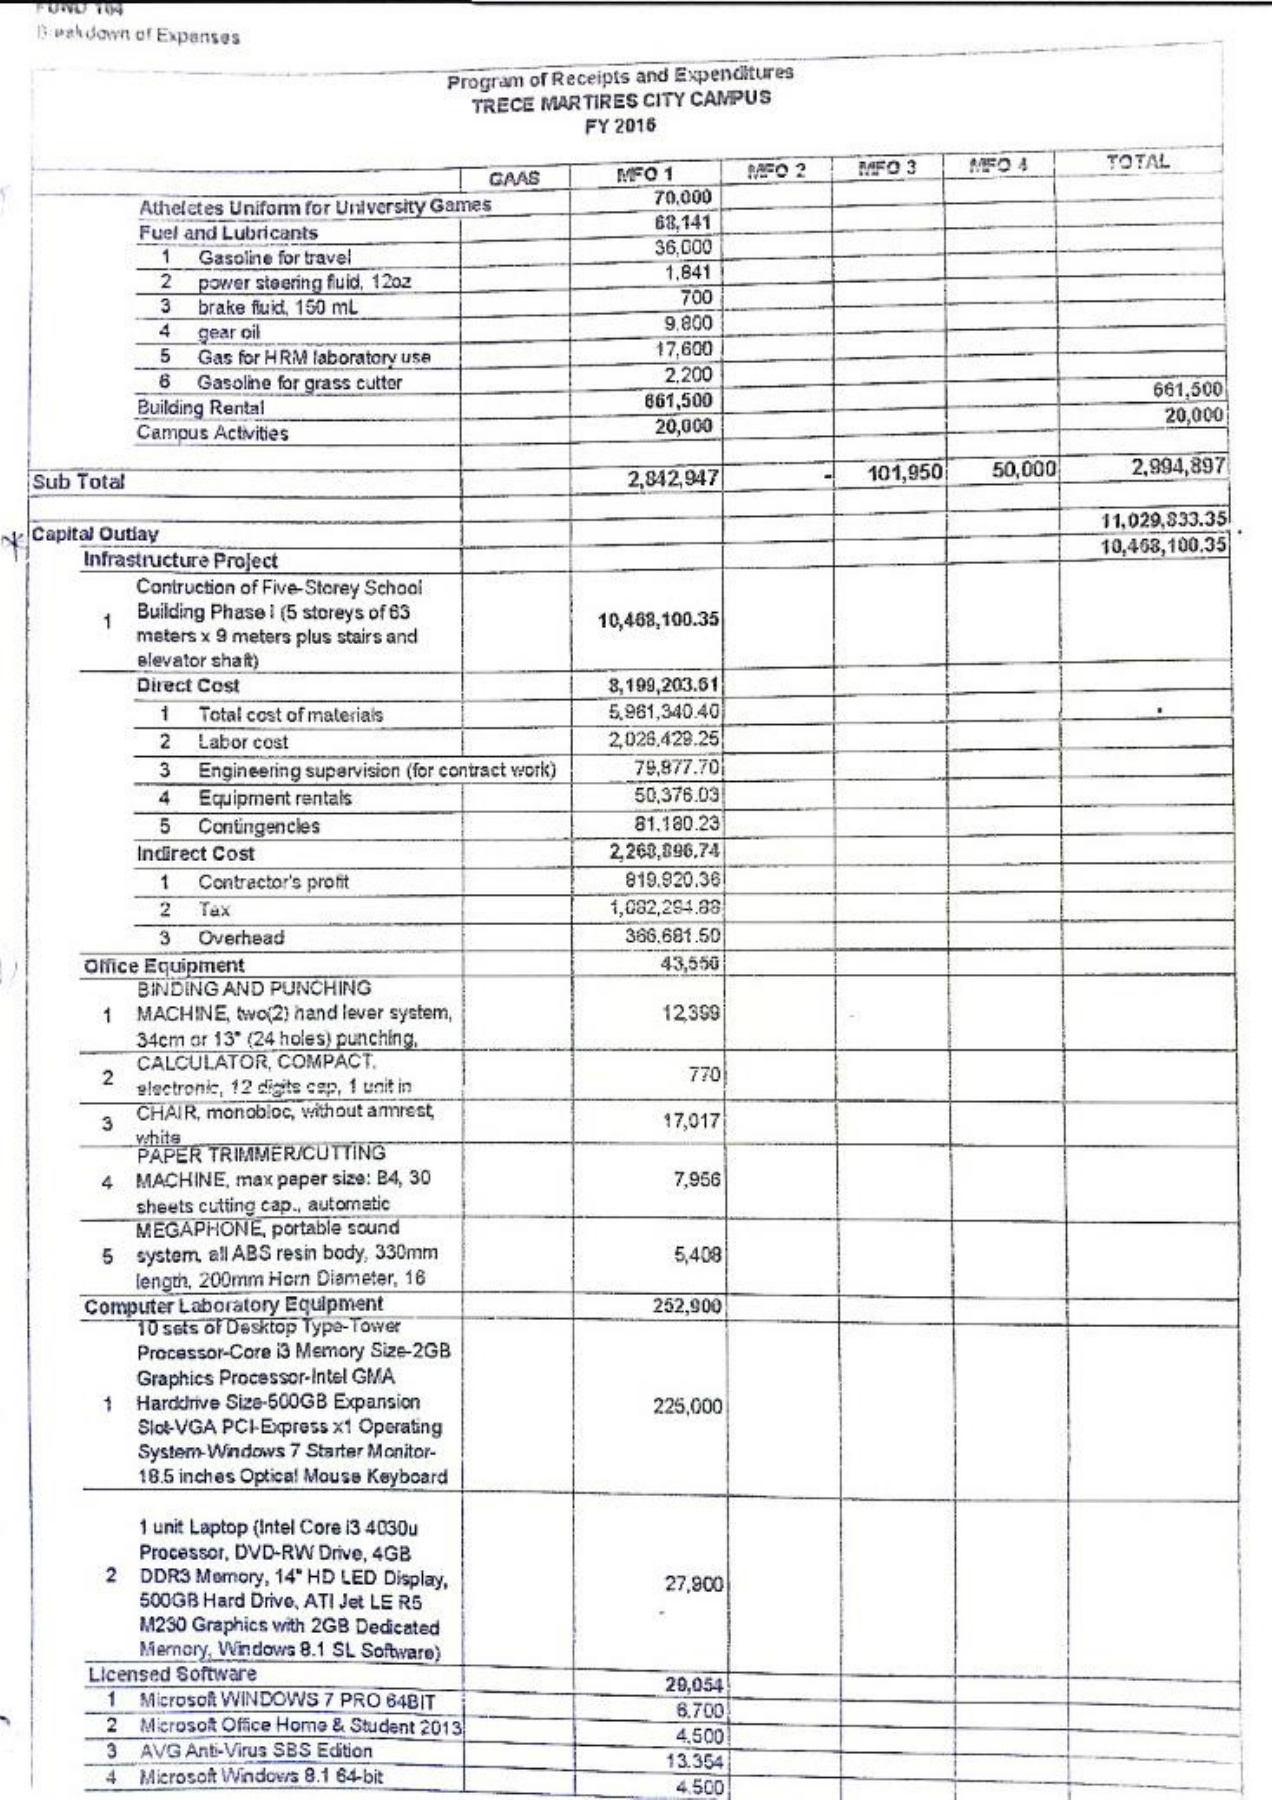 FUND 164
Breakdown of Expenses
Program of Receipts and Expenditures
TRECE MARTIRES CITY CAMPUS
FY 2016
GAAS MFO 1 MFO 2 MFO 3 MFO 4 TOTAL
Atheletes Uniform for University Games 70,000
Fuel and Lubricants 68,141
1 Gasoline for travel 36,000
2 power steering fluid, 12oz 1,841
3 brake fluid, 150 mL 700
4 gear oil 9,800
5 Gas for HRM laboratory use 17,600
6 Gasoline for grass cutter 2,200
Building Rental 661,500 661,500
Campus Activities 20,000 20,000
Sub Total 2,842,947 - 101,950 50,000 2,994,897
Capital Outlay 11,029,833.35
Infrastructure Project 10,468,100.35
Contruction of Five-Storey School
1 Building Phase I (5 storeys of 63 10,468,100.35
meters x 9 meters plus stairs and
elevator shaft)
Direct Cost 8,199,203.61
1 Total cost of materials 5,961,340.40
2 Labor cost 2,026,429.25
3 Engineering supervision (for contract work) 79,877.70
4 Equipment rentals 50,376.03
5 Contingencies 81,180.23
Indirect Cost 2,268,896.74
1 Contractor's profit 819,920.36
2 Tax 1,082,294.88
3 Overhead 366,681.50
Office Equipment 43,550
BINDING AND PUNCHING
1 MACHINE, two(2) hand lever system, 12,399
34cm or 13" (24 holes) punching,
2 CALCULATOR, COMPACT, 770
electronic, 12 digits cap, 1 unit in
3 CHAIR, monobloc, without armrest, 17,017
white
PAPER TRIMMER/CUTTING
4 MACHINE, max paper size: B4, 30 7,956
sheets cutting cap., automatic
MEGAPHONE, portable sound
5 system, all ABS resin body, 330mm 5,408
length, 200mm Horn Diameter, 16
Computer Laboratory Equipment 252,900
10 sets of Desktop Type-Tower
Processor-Core i3 Memory Size-2GB
Graphics Processor-Intel GMA
1 Harddrive Size-500GB Expansion 225,000
Slot-VGA PCI-Express x1 Operating
System-Windows 7 Starter Monitor-
18.5 inches Optical Mouse Keyboard
1 unit Laptop (Intel Core i3 4030u
Processor, DVD-RW Drive, 4GB
2 DDR3 Memory, 14" HD LED Display, 27,900
500GB Hard Drive, ATI Jet LE R5
M230 Graphics with 2GB Dedicated
Memory, Windows 8.1 SL Software)
Licensed Software 29,054
1 Microsoft WINDOWS 7 PRO 64BIT 6,700
2 Microsoft Office Home & Student 2013 4,500
3 AVG Anti-Virus SBS Edition 13,354
4 Microsoft Windows 8.1 64-bit 4,500